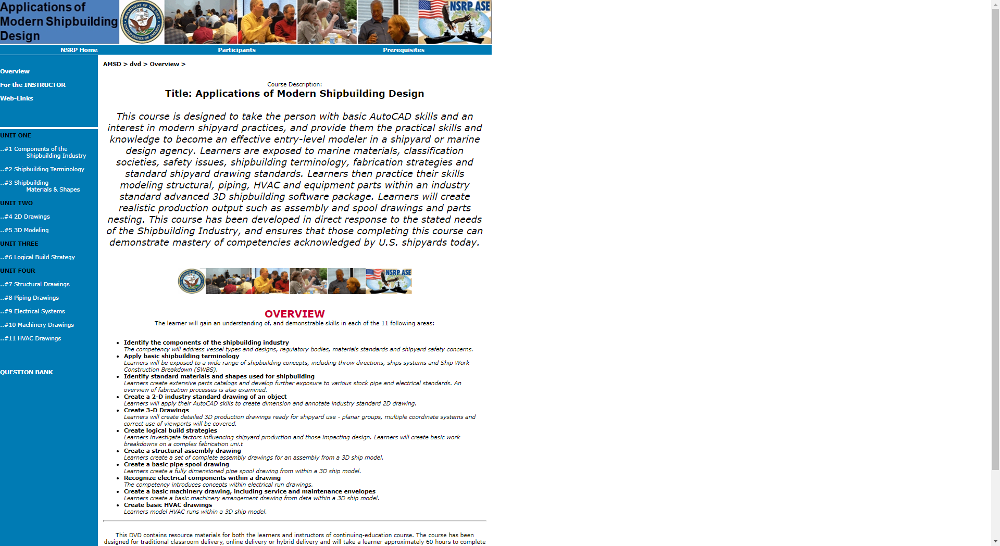 Applications of
Modern Shipbuilding
Design
NSRP ASE
NSRP Home
Participants
Prerequisites
Overview
For the INSTRUCTOR
Web-Links
UNIT ONE
..#1 Components of the
Shipbuilding Industry
..#2 Shipbuilding Terminology
..#3 Shipbuilding
Materials & Shapes
UNIT TWO
..#4 2D Drawings
..#5 3D Modeling
UNIT THREE
..#6 Logical Build Strategy
UNIT FOUR
..#7 Structural Drawings
..#8 Piping Drawings
..#9 Electrical Systems
..#10 Machinery Drawings
..#11 HVAC Drawings
QUESTION BANK
AMSD > dvd > Overview >
Course Description:
Title: Applications of Modern Shipbuilding Design
This course is designed to take the person with basic AutoCAD skills and an
interest in modern shipyard practices, and provide them the practical skills and
knowledge to become an effective entry-level modeler in a shipyard or marine
design agency. Learners are exposed to marine materials, classification
societies, safety issues, shipbuilding terminology, fabrication strategies and
standard shipyard drawing standards. Learners then practice their skills
modeling structural, piping, HVAC and equipment parts within an industry
standard advanced 3D shipbuilding software package. Learners will create
realistic production output such as assembly and spool drawings and parts
nesting. This course has been developed in direct response to the stated needs
of the Shipbuilding Industry, and ensures that those completing this course can
demonstrate mastery of competencies acknowledged by U.S. shipyards today.
NSRP ASE
OVERVIEW
The learner will gain an understanding of, and demonstrable skills in each of the 11 following areas:
• Identify the components of the shipbuilding industry
The competency will address vessel types and designs, regulatory bodies, materials standards and shipyard safety concerns.
• Apply basic shipbuilding terminology
Learners will be exposed to a wide range of shipbuilding concepts, including throw directions, ships systems and Ship Work
Construction Breakdown (SWBS).
• Identify standard materials and shapes used for shipbuilding
Learners create extensive parts catalogs and develop further exposure to various stock pipe and electrical standards. An
overview of fabrication processes is also examined.
• Create a 2-D industry standard drawing of an object
Learners will apply their AutoCAD skills to create dimension and annotate industry standard 2D drawing.
• Create 3-D Drawings
Learners will create detailed 3D production drawings ready for shipyard use - planar groups, multiple coordinate systems and
correct use of viewports will be covered.
• Create logical build strategies
Learners investigate factors influencing shipyard production and those impacting design. Learners will create basic work
breakdowns on a complex fabrication uni.t
• Create a structural assembly drawing
Learners create a set of complete assembly drawings for an assembly from a 3D ship model.
• Create a basic pipe spool drawing
Learners create a fully dimensioned pipe spool drawing from within a 3D ship model.
• Recognize electrical components within a drawing
The competency introduces concepts within electrical run drawings.
• Create a basic machinery drawing, including service and maintenance envelopes
Learners create a basic machinery arrangement drawing from data within a 3D ship model.
• Create basic HVAC drawings
Learners model HVAC runs within a 3D ship model.
This DVD contains resource materials for both the learners and instructors of continuing-education course. The course has been
designed for traditional classroom delivery, online delivery or hybrid delivery and will take a learner approximately 60 hours to complete